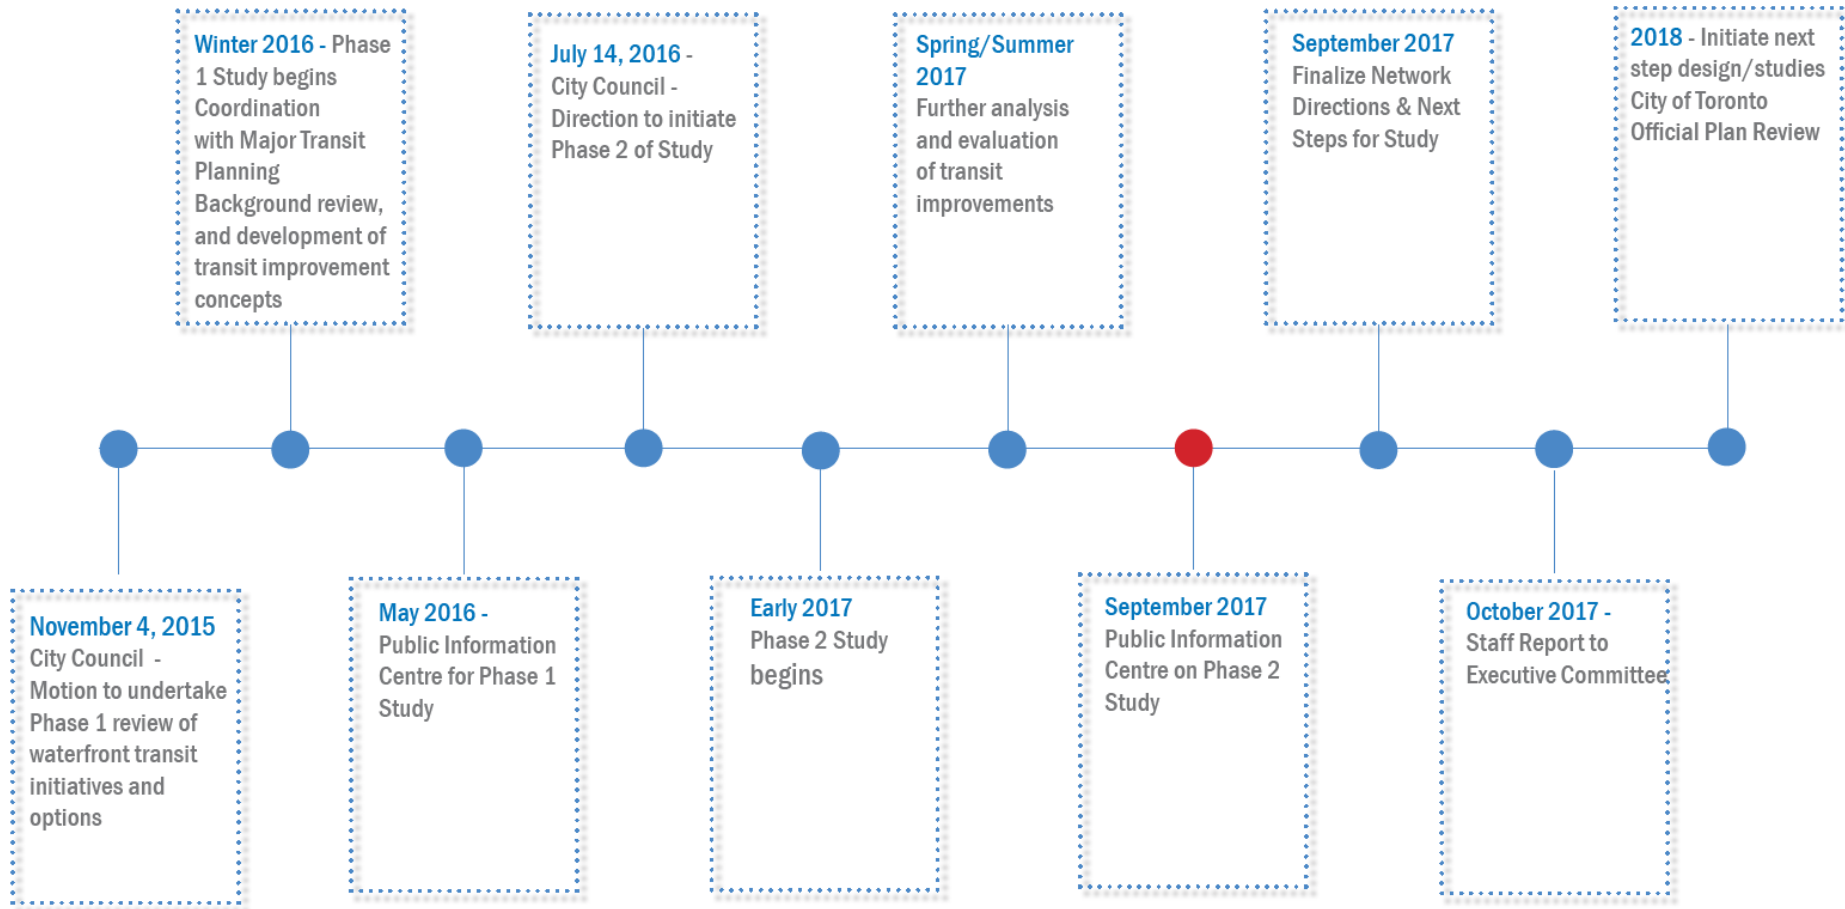 Winter 2016 - Phase
1 Study begins
Coordination
with Major Transit
Planning
Background review,
and development of
transit improvement
concepts
July 14, 2016 -
City Council -
Direction to initiate
Phase 2 of Study
Spring/Summer
2017
Further analysis
and evaluation
of transit
improvements
September 2017
Finalize Network
Directions & Next
Steps for Study
2018 - Initiate next
step design/studies
City of Toronto
Official Plan Review
November 4, 2015
City Council -
Motion to undertake
Phase 1 review of
waterfront transit
initiatives and
options
May 2016 -
Public Information
Centre for Phase 1
Study
Early 2017
Phase 2 Study
begins
September 2017
Public Information
Centre on Phase 2
Study
October 2017 -
Staff Report to
Executive Committee